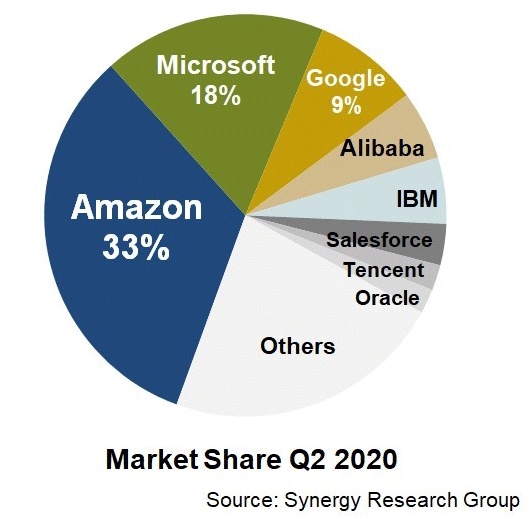 Microsoft
18%
Google
9%
Alibaba
IBM
Amazon
33%
Salesforce
Tencent
Oracle
Others
Market Share Q2 2020
Source: Synergy Research Group